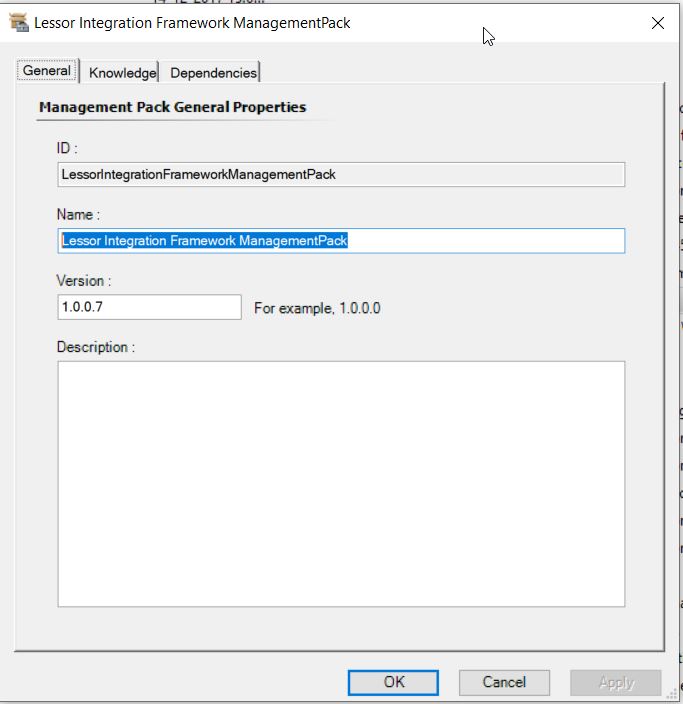 Lessor Integration Framework ManagementPack
General Knowledge Dependencies
Management Pack General Properties
ID :
LessorIntegrationFrameworkManagementPack
Name :
Lessor Integration Framework ManagementPack
Version :
1.0.0.7 For example, 1.0.0.0
Description :
OK Cancel Apply